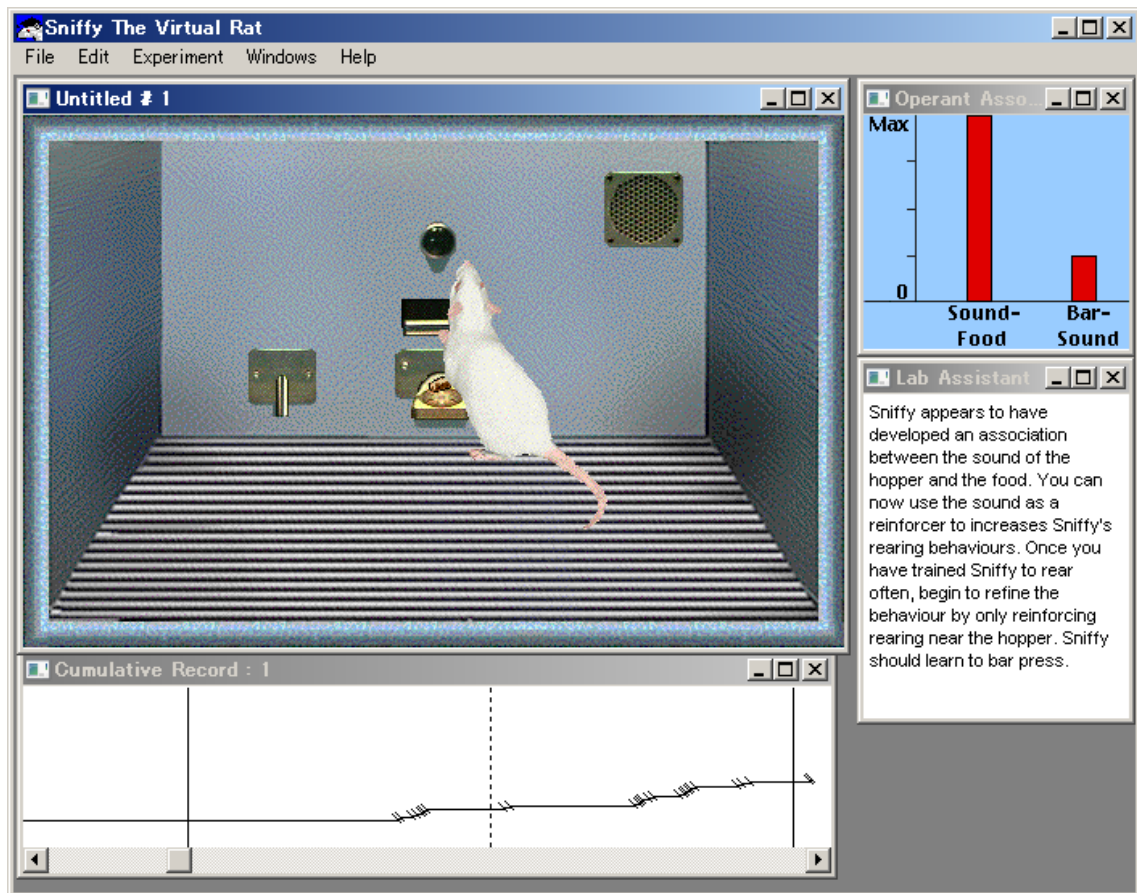 Sniffy The Virtual Rat
File Edit Experiment Windows Help
Untitled # 1
Operant Asso...
Max
0
Sound-
Food
Bar-
Sound
Lab Assistant
Sniffy appears to have
developed an association
between the sound of the
hopper and the food. You can
now use the sound as a
reinforcer to increases Sniffy's
rearing behaviours. Once you
have trained Sniffy to rear
often, begin to refine the
behaviour by only reinforcing
rearing near the hopper. Sniffy
should learn to bar press.
Cumulative Record : 1